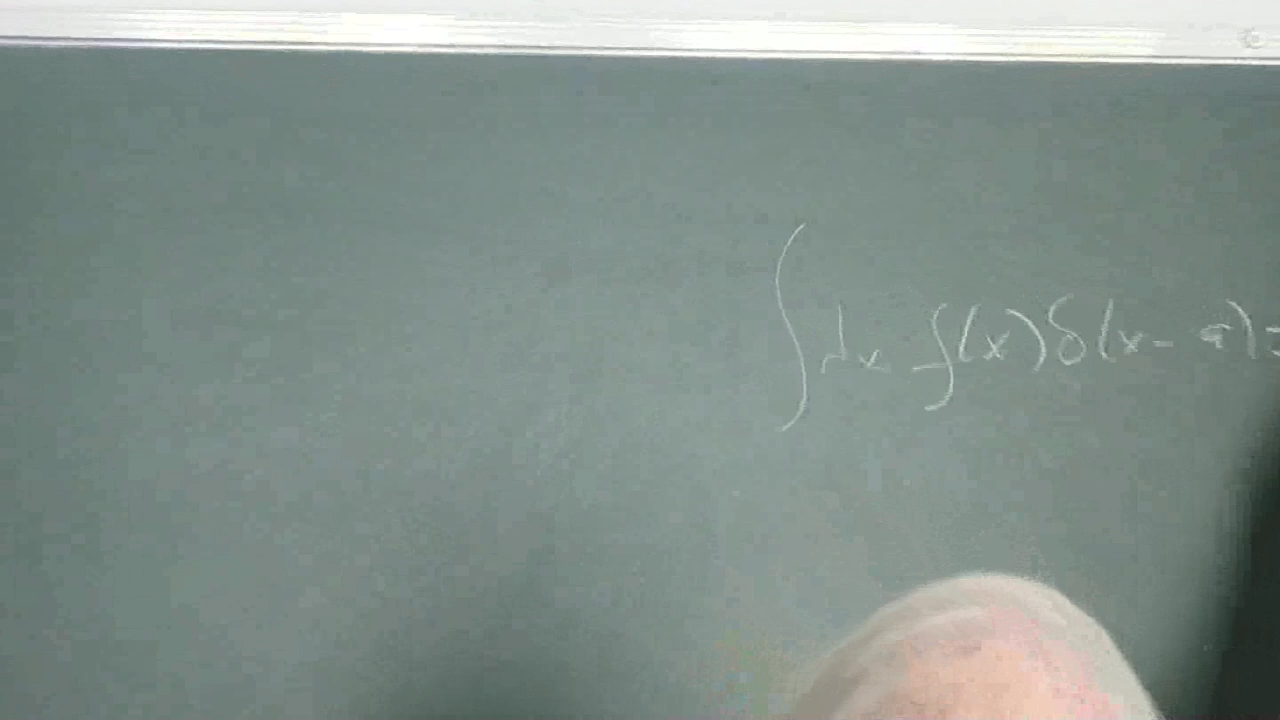 ∫ dx f(x) δ(x - a) =